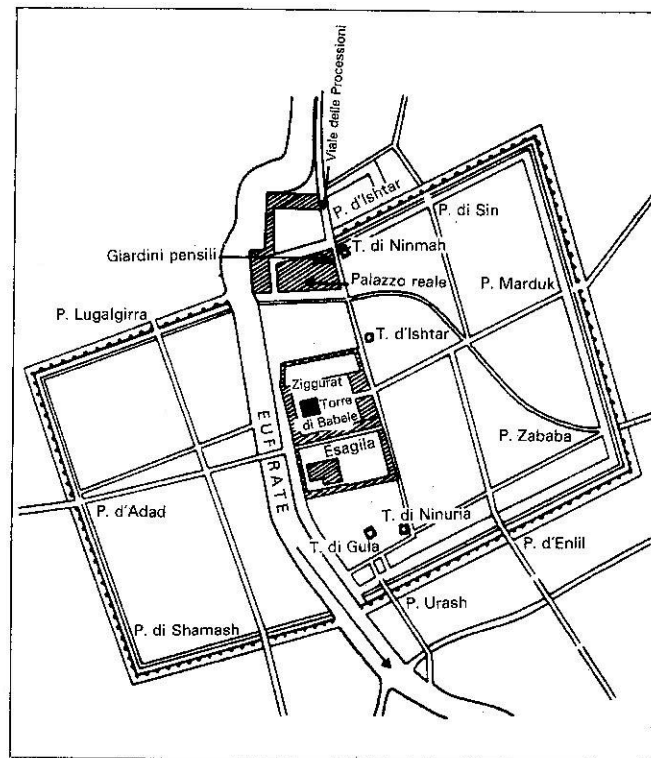 Viale delle Processioni
P. d'Ishtar
P. di Sin
T. di Ninmah
Giardini pensili
Palazzo reale
P. Marduk
P. Lugalgirra
T. d'Ishtar
Ziggurat
Torre
di Babele
EUFRATE
Esagila
P. Zababa
P. d'Adad
T. di Ninuria
T. di Gula
P. d'Enlil
P. Urash
P. di Shamash